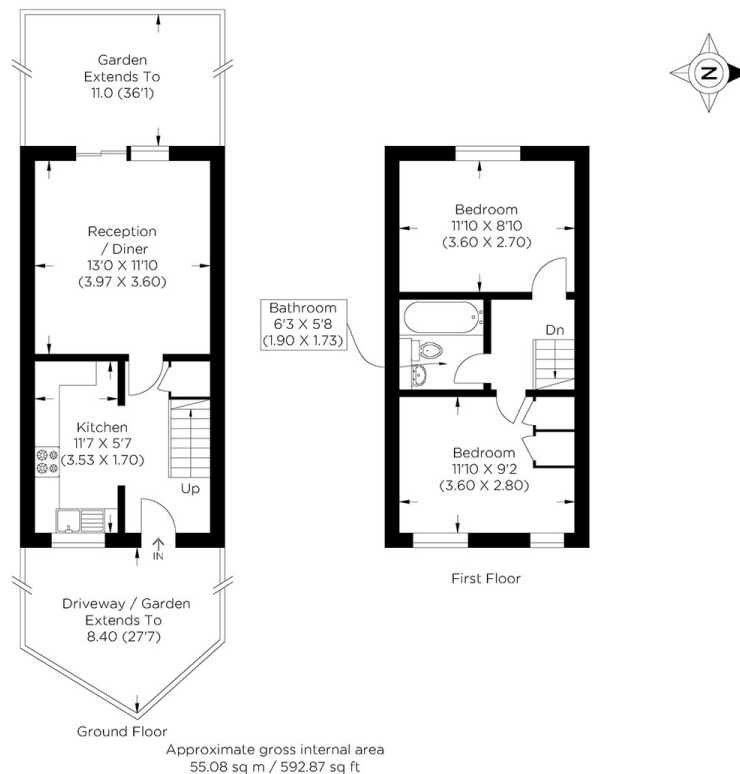 Garden
Extends To
11.0 (36'1)
N
Reception
/ Diner
13'0 X 11'10
(3.97 X 3.60)
Kitchen
11'7 X 5'7
(3.53 X 1.70)
Up
IN
Driveway / Garden
Extends To
8.40 (27'7)
Ground Floor
Bedroom
11'10 X 8'10
(3.60 X 2.70)
Bathroom
6'3 X 5'8
(1.90 X 1.73)
Dn
Bedroom
11'10 X 9'2
(3.60 X 2.80)
First Floor
Approximate gross internal area
55.08 sq m / 592.87 sq ft